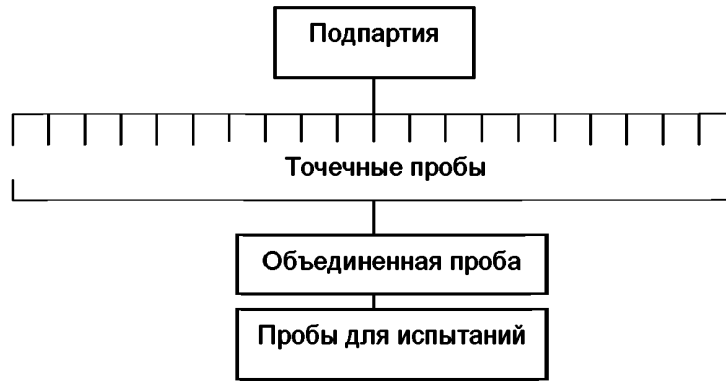 Подпартия
Точечные пробы
Объединенная проба
Пробы для испытаний